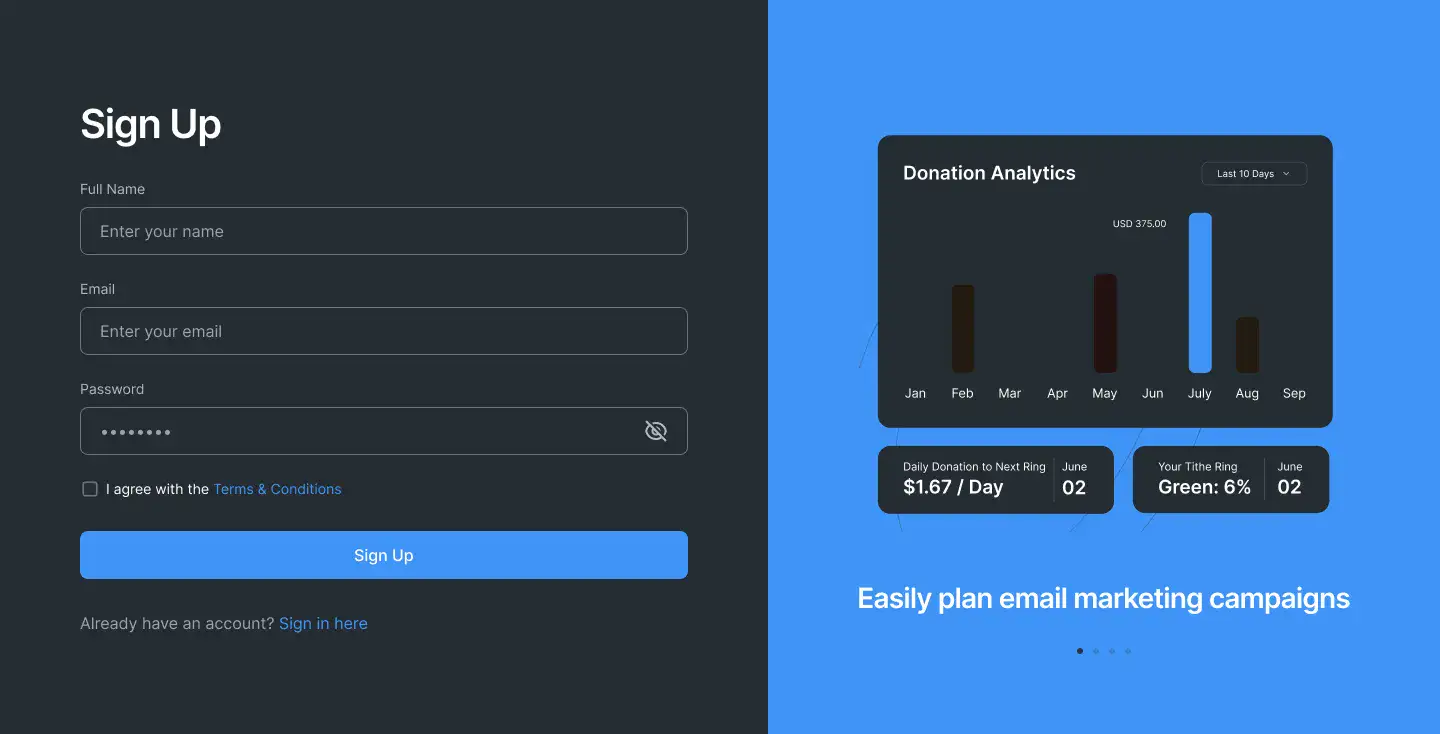 Sign Up
Full Name
Enter your name
Email
Enter your email
Password
••••••••
I agree with the Terms & Conditions
Sign Up
Already have an account? Sign in here
Donation Analytics
Last 10 Days
USD 375.00
Jan Feb Mar Apr May Jun July Aug Sep
Daily Donation to Next Ring
$1.67 / Day
June
02
Your Tithe Ring
Green: 6%
June
02
Easily plan email marketing campaigns